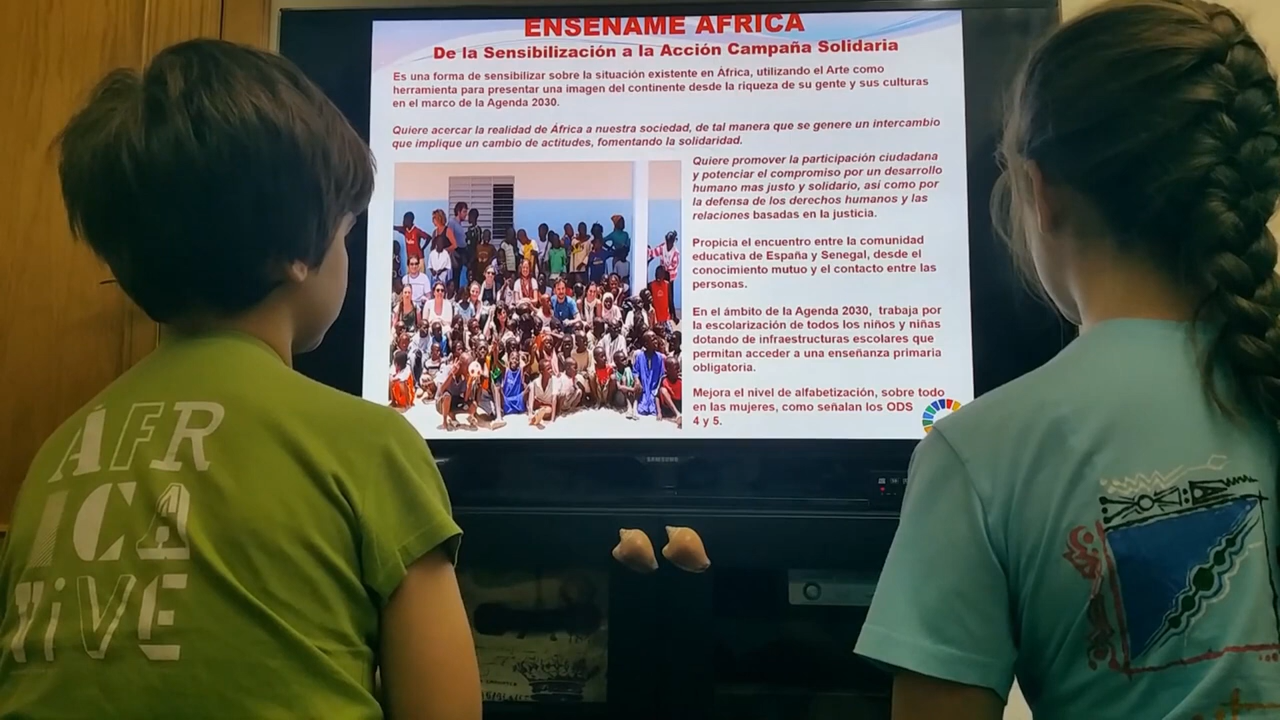 ENSEÑAME AFRICA
De la Sensibilización a la Acción Campaña Solidaria
Es una forma de sensibilizar sobre la situación existente en África, utilizando el Arte como
herramienta para presentar una imagen del continente desde la riqueza de su gente y sus culturas
en el marco de la Agenda 2030.
Quiere acercar la realidad de África a nuestra sociedad, de tal manera que se genere un intercambio
que implique un cambio de actitudes, fomentando la solidaridad.
Quiere promover la participación ciudadana
y potenciar el compromiso por un desarrollo
humano mas justo y solidario, así como por
la defensa de los derechos humanos y las
relaciones basadas en la justicia.
Propicia el encuentro entre la comunidad
educativa de España y Senegal, desde el
conocimiento mutuo y el contacto entre las
personas.
En el ámbito de la Agenda 2030, trabaja por
la escolarización de todos los niños y niñas
dotando de infraestructuras escolares que
permitan acceder a una enseñanza primaria
obligatoria.
Mejora el nivel de alfabetización, sobre todo
en las mujeres, como señalan los ODS
4 y 5.
SAMSUNG
ÁFR
ICA
VIVE